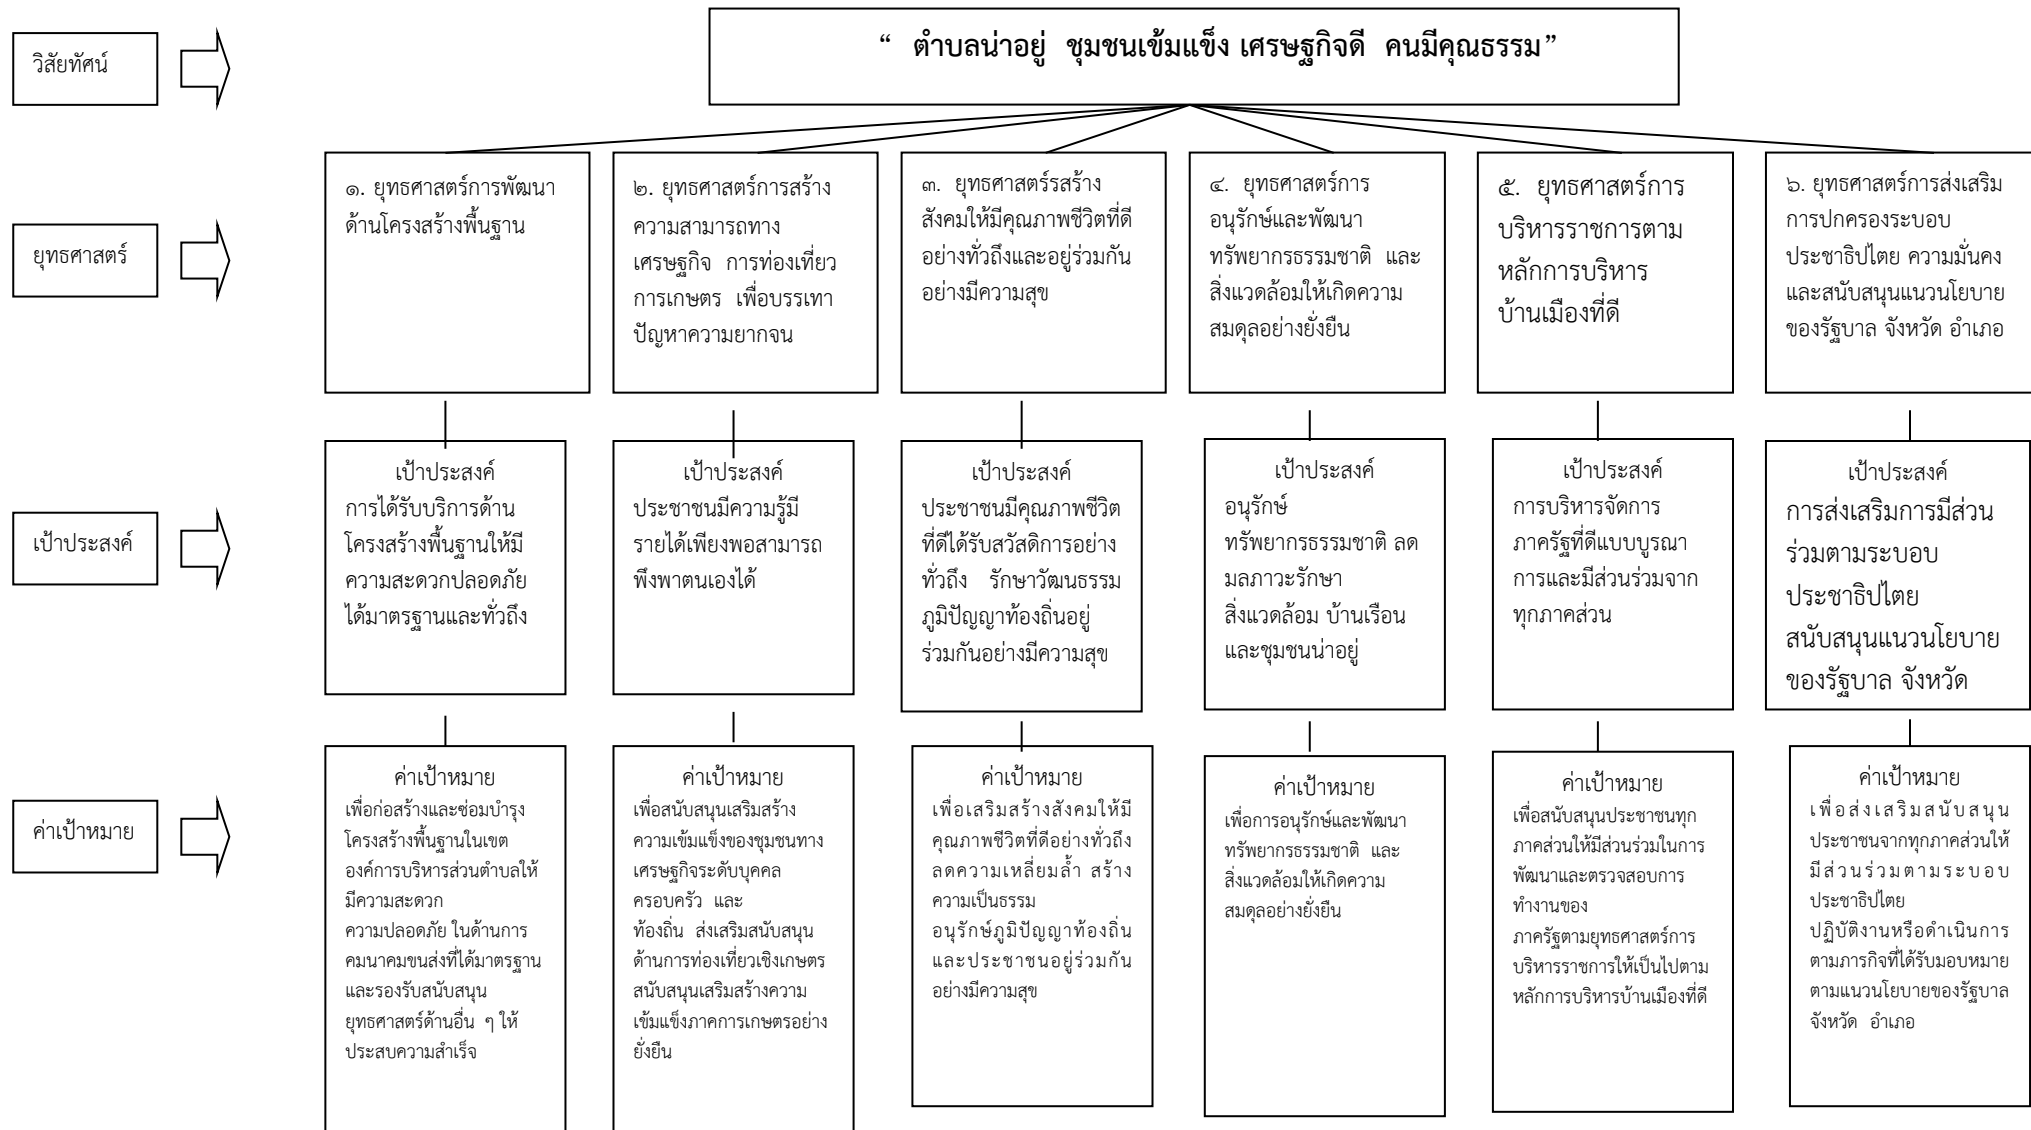 วิสัยทัศน์
“ ตำบลน่าอยู่ ชุมชนเข้มแข็ง เศรษฐกิจดี คนมีคุณธรรม”
ยุทธศาสตร์
๑. ยุทธศาสตร์การพัฒนา
ด้านโครงสร้างพื้นฐาน
๒. ยุทธศาสตร์การสร้าง
ความสามารถทาง
เศรษฐกิจ การท่องเที่ยว
การเกษตร เพื่อบรรเทา
ปัญหาความยากจน
๓. ยุทธศาสตร์รสร้าง
สังคมให้มีคุณภาพชีวิตที่ดี
อย่างทั่วถึงและอยู่ร่วมกัน
อย่างมีความสุข
๔. ยุทธศาสตร์การ
อนุรักษ์และพัฒนา
ทรัพยากรธรรมชาติ และ
สิ่งแวดล้อมให้เกิดความ
สมดุลอย่างยั่งยืน
๕. ยุทธศาสตร์การ
บริหารราชการตาม
หลักการบริหาร
บ้านเมืองที่ดี
๖. ยุทธศาสตร์การส่งเสริม
การปกครองระบอบ
ประชาธิปไตย ความมั่นคง
และสนับสนุนแนวนโยบาย
ของรัฐบาล จังหวัด อำเภอ
เป้าประสงค์
เป้าประสงค์
การได้รับบริการด้าน
โครงสร้างพื้นฐานให้มี
ความสะดวกปลอดภัย
ได้มาตรฐานและทั่วถึง
เป้าประสงค์
ประชาชนมีความรู้มี
รายได้เพียงพอสามารถ
พึงพาตนเองได้
เป้าประสงค์
ประชาชนมีคุณภาพชีวิต
ที่ดีได้รับสวัสดิการอย่าง
ทั่วถึง รักษาวัฒนธรรม
ภูมิปัญญาท้องถิ่นอยู่
ร่วมกันอย่างมีความสุข
เป้าประสงค์
อนุรักษ์
ทรัพยากรธรรมชาติ ลด
มลภาวะรักษา
สิ่งแวดล้อม บ้านเรือน
และชุมชนน่าอยู่
เป้าประสงค์
การบริหารจัดการ
ภาครัฐที่ดีแบบบูรณา
การและมีส่วนร่วมจาก
ทุกภาคส่วน
เป้าประสงค์
การส่งเสริมการมีส่วน
ร่วมตามระบอบ
ประชาธิปไตย
สนับสนุนแนวนโยบาย
ของรัฐบาล จังหวัด
ค่าเป้าหมาย
ค่าเป้าหมาย
เพื่อก่อสร้างและซ่อมบำรุง
โครงสร้างพื้นฐานในเขต
องค์การบริหารส่วนตำบลให้
มีความสะดวก
ความปลอดภัย ในด้านการ
คมนาคมขนส่งที่ได้มาตรฐาน
และรองรับสนับสนุน
ยุทธศาสตร์ด้านอื่น ๆ ให้
ประสบความสำเร็จ
ค่าเป้าหมาย
เพื่อสนับสนุนเสริมสร้าง
ความเข้มแข็งของชุมชนทาง
เศรษฐกิจระดับบุคคล
ครอบครัว และ
ท้องถิ่น ส่งเสริมสนับสนุน
ด้านการท่องเที่ยวเชิงเกษตร
สนับสนุนเสริมสร้างความ
เข้มแข็งภาคการเกษตรอย่าง
ยั่งยืน
ค่าเป้าหมาย
เพื่อเสริมสร้างสังคมให้มี
คุณภาพชีวิตที่ดีอย่างทั่วถึง
ลดความเหลี่ยมล้ำ สร้าง
ความเป็นธรรม
อนุรักษ์ภูมิปัญญาท้องถิ่น
และประชาชนอยู่ร่วมกัน
อย่างมีความสุข
ค่าเป้าหมาย
เพื่อการอนุรักษ์และพัฒนา
ทรัพยากรธรรมชาติ และ
สิ่งแวดล้อมให้เกิดความ
สมดุลอย่างยั่งยืน
ค่าเป้าหมาย
เพื่อสนับสนุนประชาชนทุก
ภาคส่วนให้มีส่วนร่วมในการ
พัฒนาและตรวจสอบการ
ทำงานของ
ภาครัฐตามยุทธศาสตร์การ
บริหารราชการให้เป็นไปตาม
หลักการบริหารบ้านเมืองที่ดี
ค่าเป้าหมาย
เพื่อส่งเสริมสนับสนุน
ประชาชนจากทุกภาคส่วนให้
มีส่วนร่วมตามระบอบ
ประชาธิปไตย
ปฏิบัติงานหรือดำเนินการ
ตามภารกิจที่ได้รับมอบหมาย
ตามแนวนโยบายของรัฐบาล
จังหวัด อำเภอ